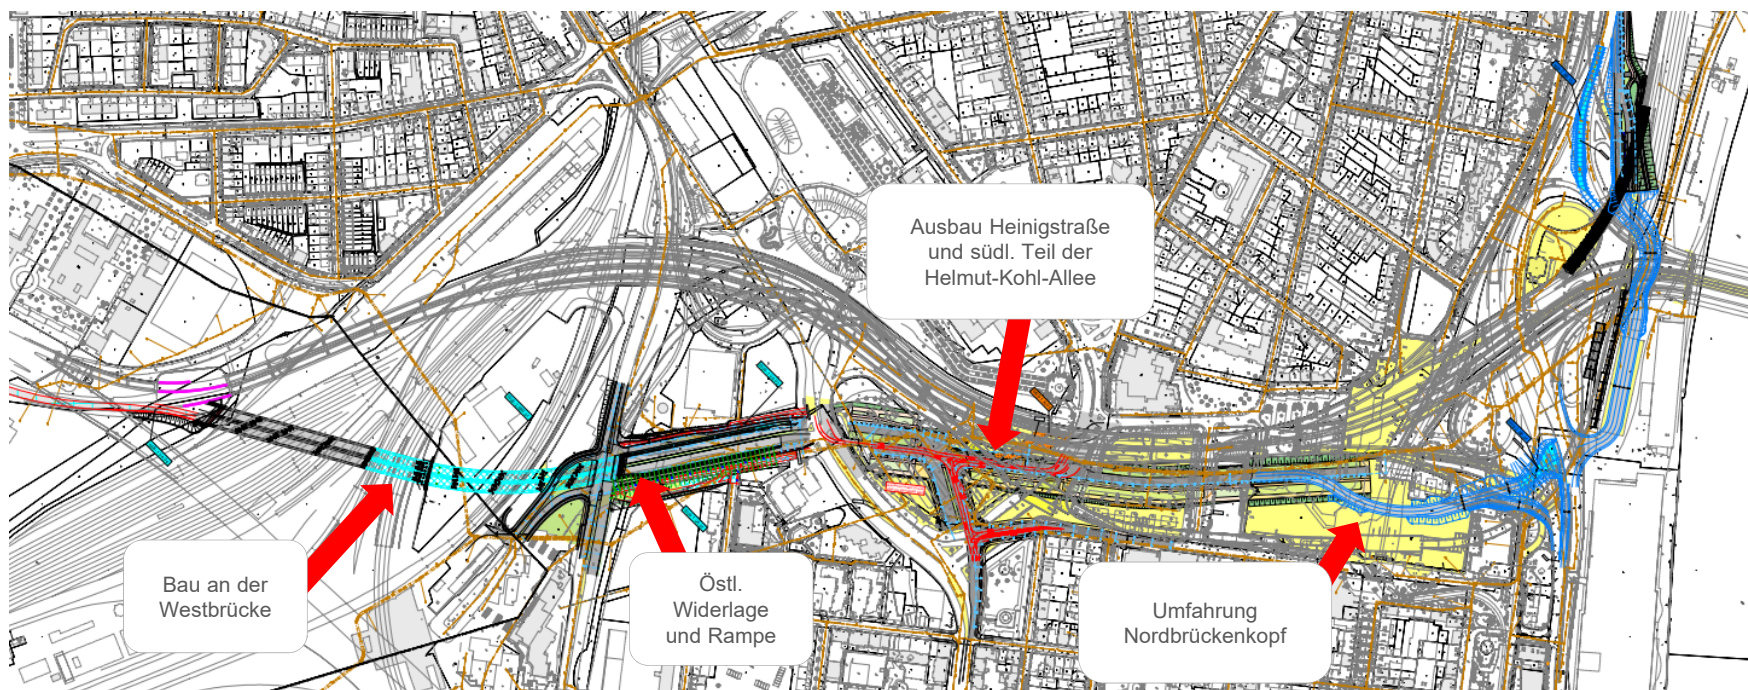 Ausbau Heinigstraße
und südl. Teil der
Helmut-Kohl-Allee
Bau an der
Westbrücke
Östl.
Widerlage
und Rampe
Umfahrung
Nordbrückenkopf